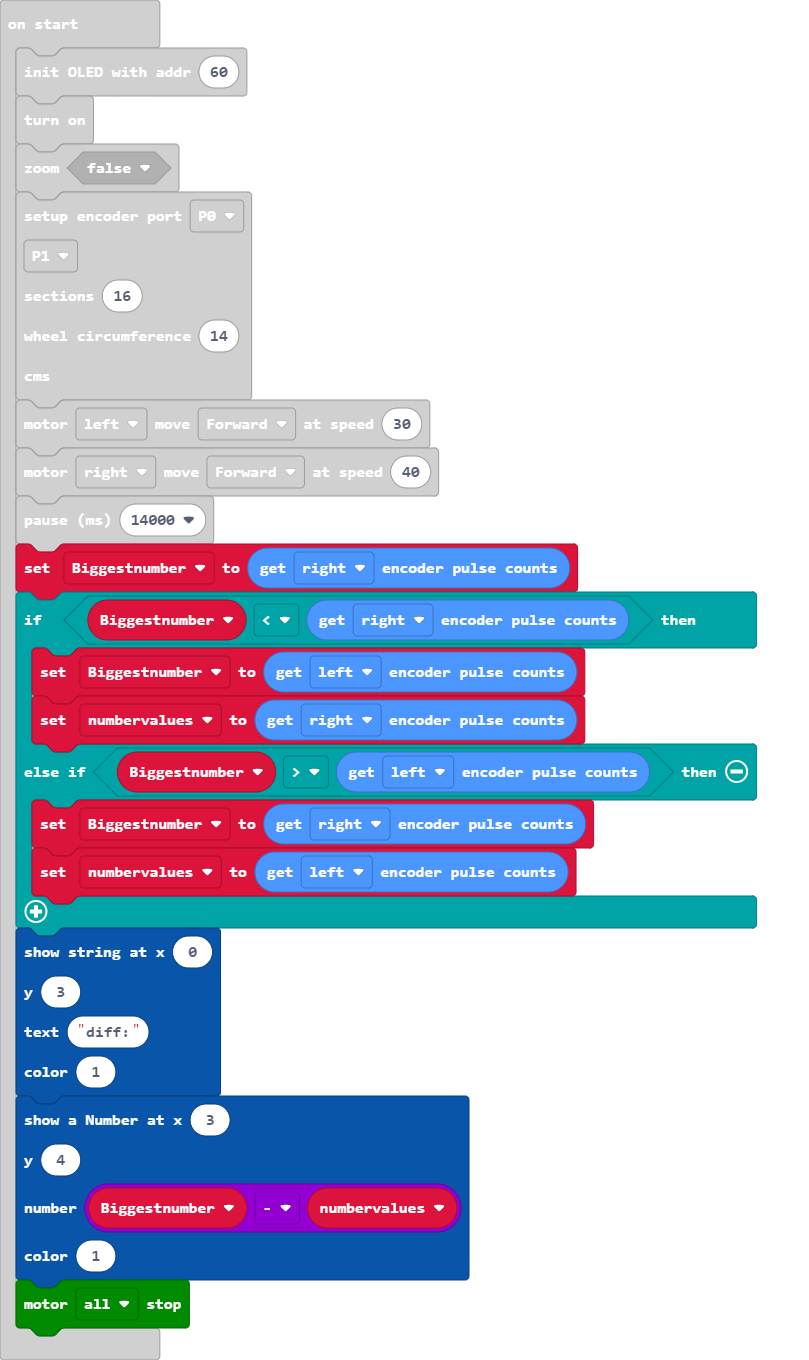 on start
init OLED with addr 60
turn on
zoom false
setup encoder port P0
P1
sections 16
wheel circumference 14
cms
motor left move Forward at speed 30
motor right move Forward at speed 40
pause (ms) 14000
set Biggestnumber to get right encoder pulse counts
if Biggestnumber < get right encoder pulse counts then
set Biggestnumber to get left encoder pulse counts
set numbervalues to get right encoder pulse counts
else if Biggestnumber > get left encoder pulse counts then
set Biggestnumber to get right encoder pulse counts
set numbervalues to get left encoder pulse counts
show string at x 0
y 3
text "diff:"
color 1
show a Number at x 3
y 4
number Biggestnumber - numbervalues
color 1
motor all stop